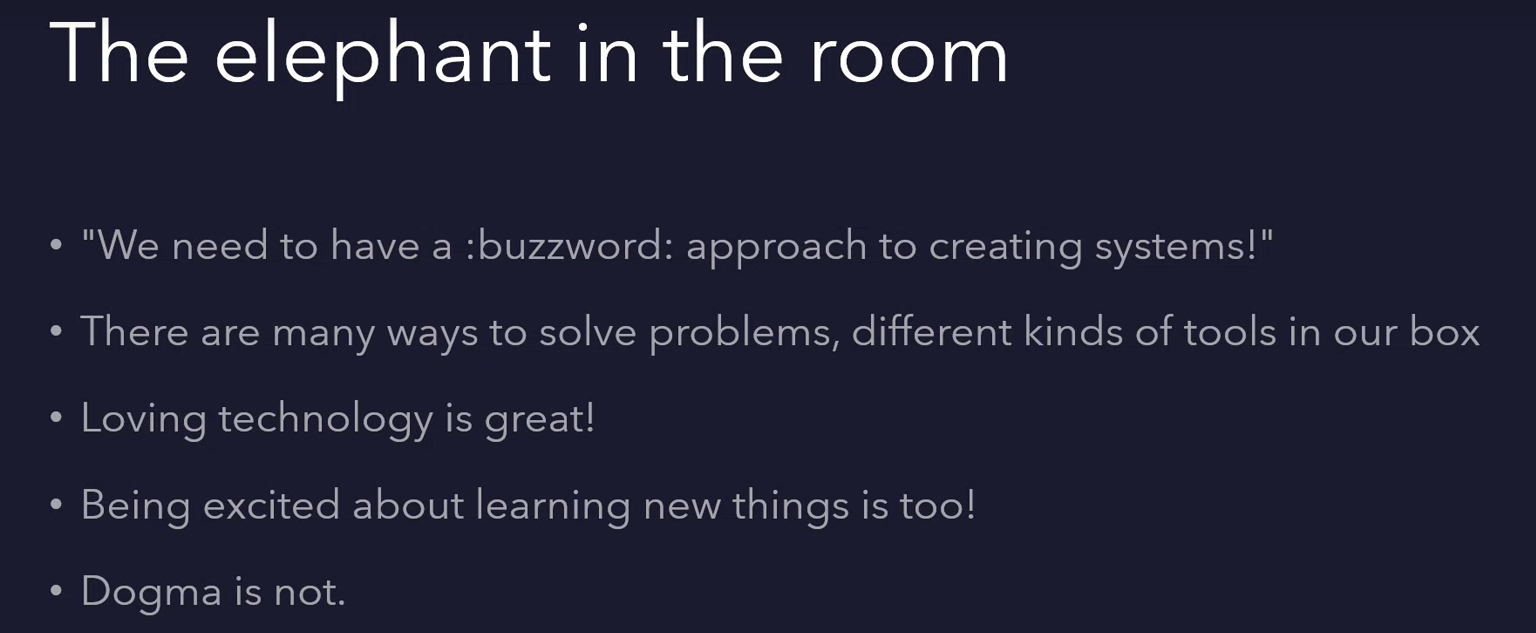 The elephant in the room
• "We need to have a :buzzword: approach to creating systems!"
• There are many ways to solve problems, different kinds of tools in our box
• Loving technology is great!
• Being excited about learning new things is too!
• Dogma is not.